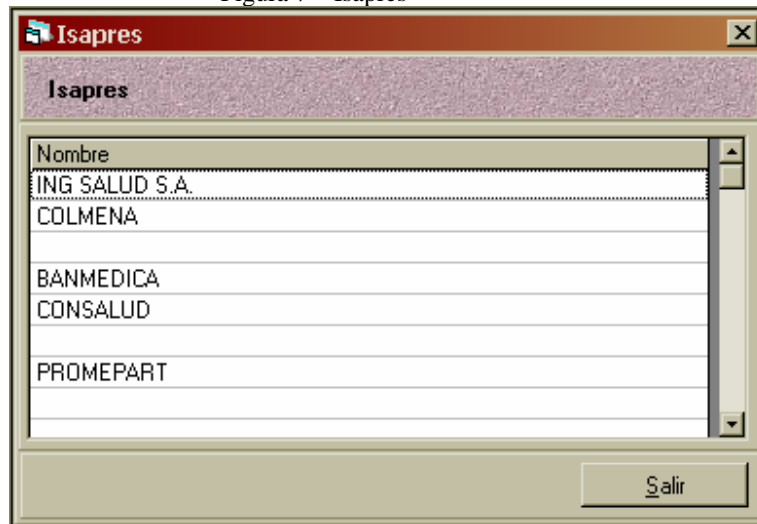 Isapres
Isapres
Nombre
ING SALUD S.A.
COLMENA
BANMEDICA
CONSALUD
PROMEPART
Salir